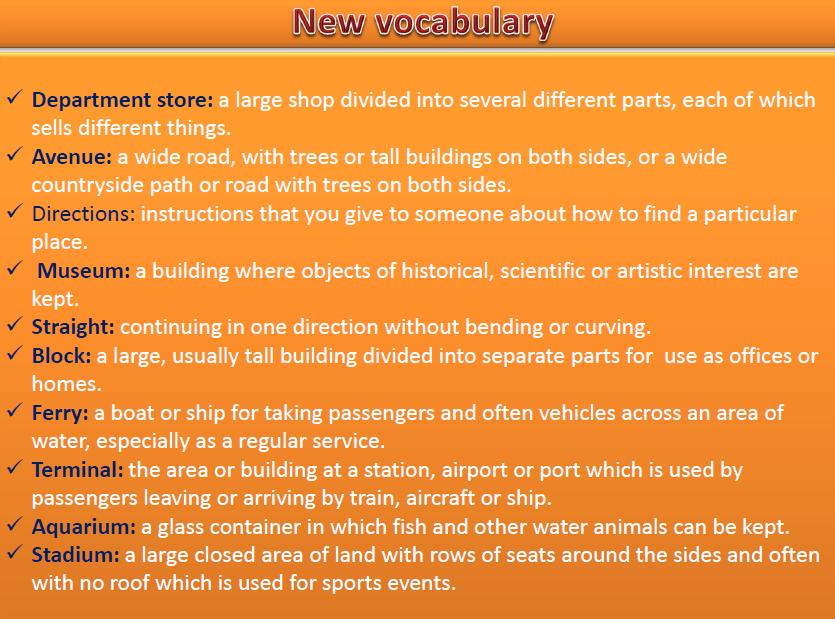 New vocabulary
✓ Department store: a large shop divided into several different parts, each of which
sells different things.
✓ Avenue: a wide road, with trees or tall buildings on both sides, or a wide
countryside path or road with trees on both sides.
✓ Directions: instructions that you give to someone about how to find a particular
place.
✓ Museum: a building where objects of historical, scientific or artistic interest are
kept.
✓ Straight: continuing in one direction without bending or curving.
✓ Block: a large, usually tall building divided into separate parts for use as offices or
homes.
✓ Ferry: a boat or ship for taking passengers and often vehicles across an area of
water, especially as a regular service.
✓ Terminal: the area or building at a station, airport or port which is used by
passengers leaving or arriving by train, aircraft or ship.
✓ Aquarium: a glass container in which fish and other water animals can be kept.
✓ Stadium: a large closed area of land with rows of seats around the sides and often
with no roof which is used for sports events.